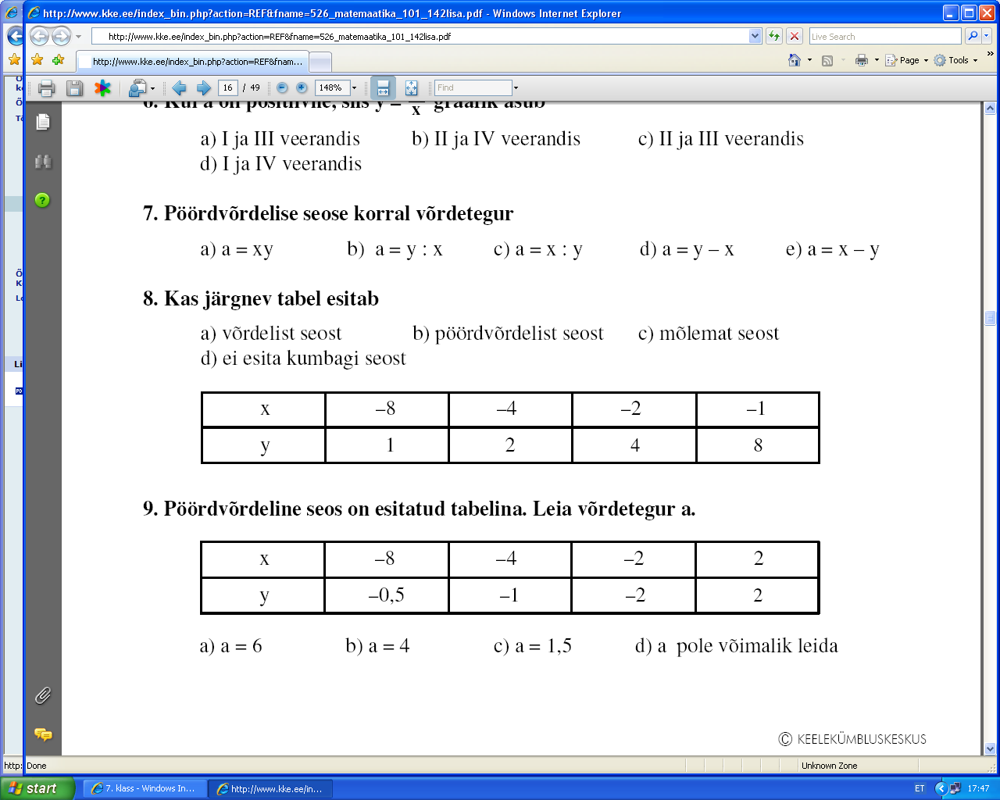 http://www.kke.ee/index_bin.php?action=REF&fname=526_matemaatika_101_142lisa.pdf - Windows Internet Explorer
http://www.kke.ee/index_bin.php?action=REF&fname=526_matemaatika_101_142lisa.pdf
Live Search
http://www.kke.ee/index_bin.php?action=REF&fnam...
Page
Tools
16 / 49
148%
Find
6. Kui a on positiivne, siis y = — graafik asub
x
a) I ja III veerandis b) II ja IV veerandis c) II ja III veerandis
d) I ja IV veerandis
7. Pöördvõrdelise seose korral võrdetegur
a) a = xy b) a = y : x c) a = x : y d) a = y – x e) a = x – y
8. Kas järgnev tabel esitab
a) võrdelist seost b) pöördvõrdelist seost c) mõlemat seost
d) ei esita kumbagi seost
x –8 –4 –2 –1
y 1 2 4 8
9. Pöördvõrdeline seos on esitatud tabelina. Leia võrdetegur a.
x –8 –4 –2 2
y –0,5 –1 –2 2
a) a = 6 b) a = 4 c) a = 1,5 d) a pole võimalik leida
© KEELEKÜMBLUSKESKUS
http: Done
Unknown Zone
start
7. klass - Windows In...
http://www.kke.ee/in...
ET
17:47